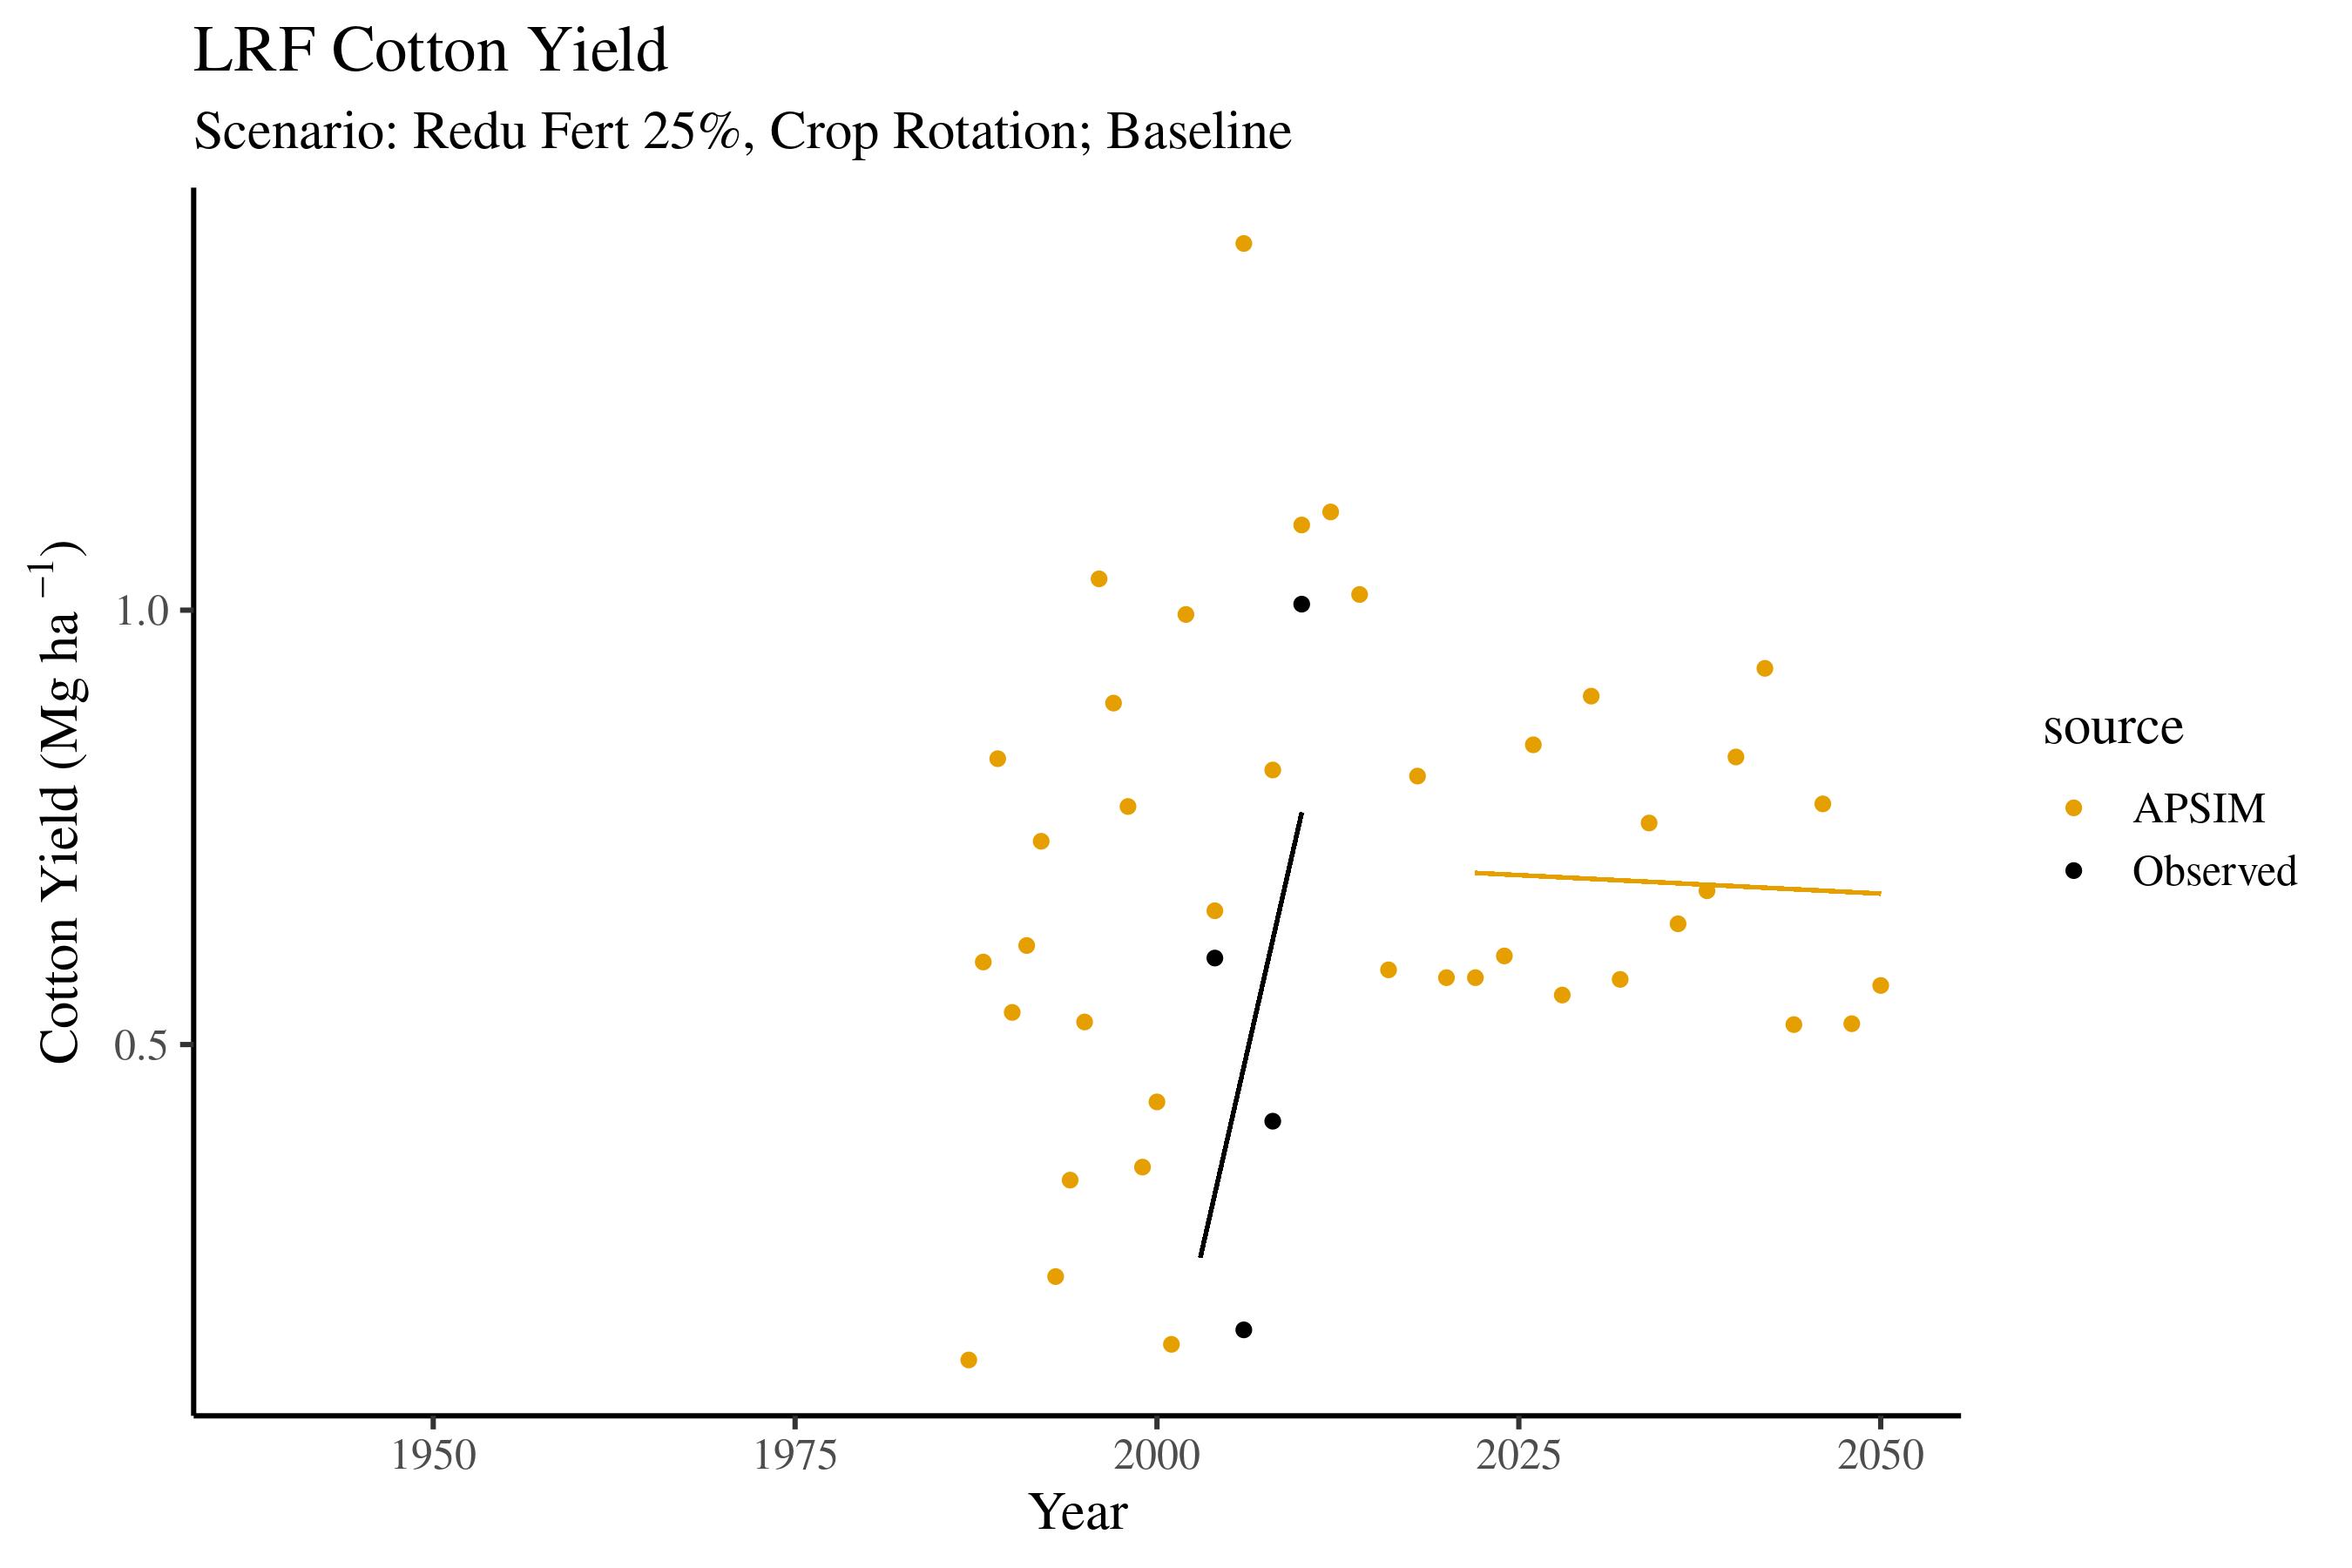 LRF Cotton Yield
Scenario: Redu Fert 25%, Crop Rotation; Baseline
Cotton Yield (Mg ha⁻¹)
1.0
0.5
1950 1975 2000 2025 2050
Year
source
APSIM
Observed